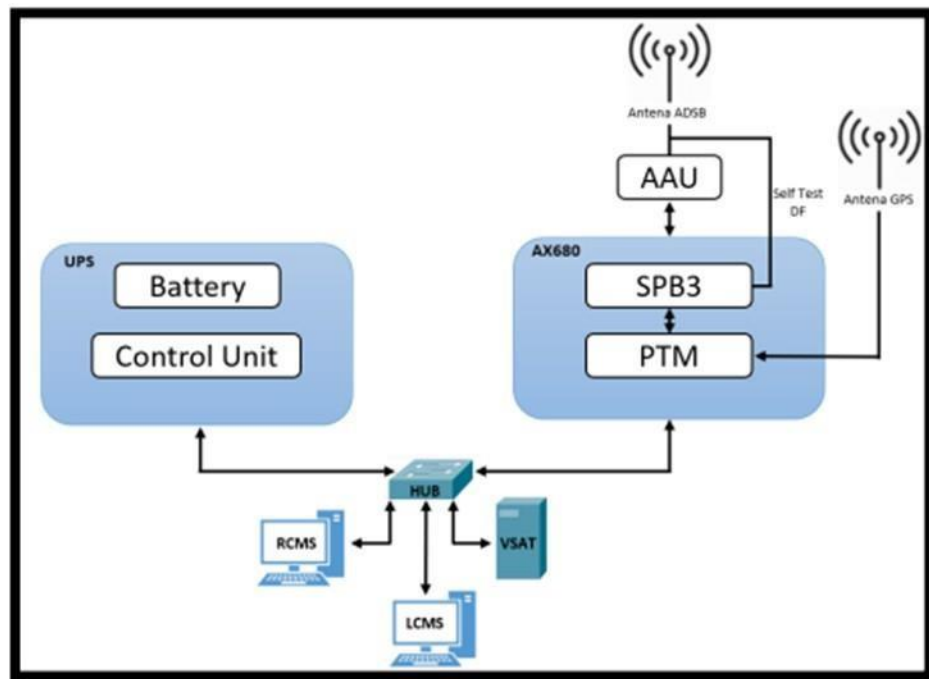 Antena ADSB
AAU
Self Test
DF
Antena GPS
UPS
Battery
Control Unit
AX680
SPB3
PTM
HUB
RCMS
VSAT
LCMS